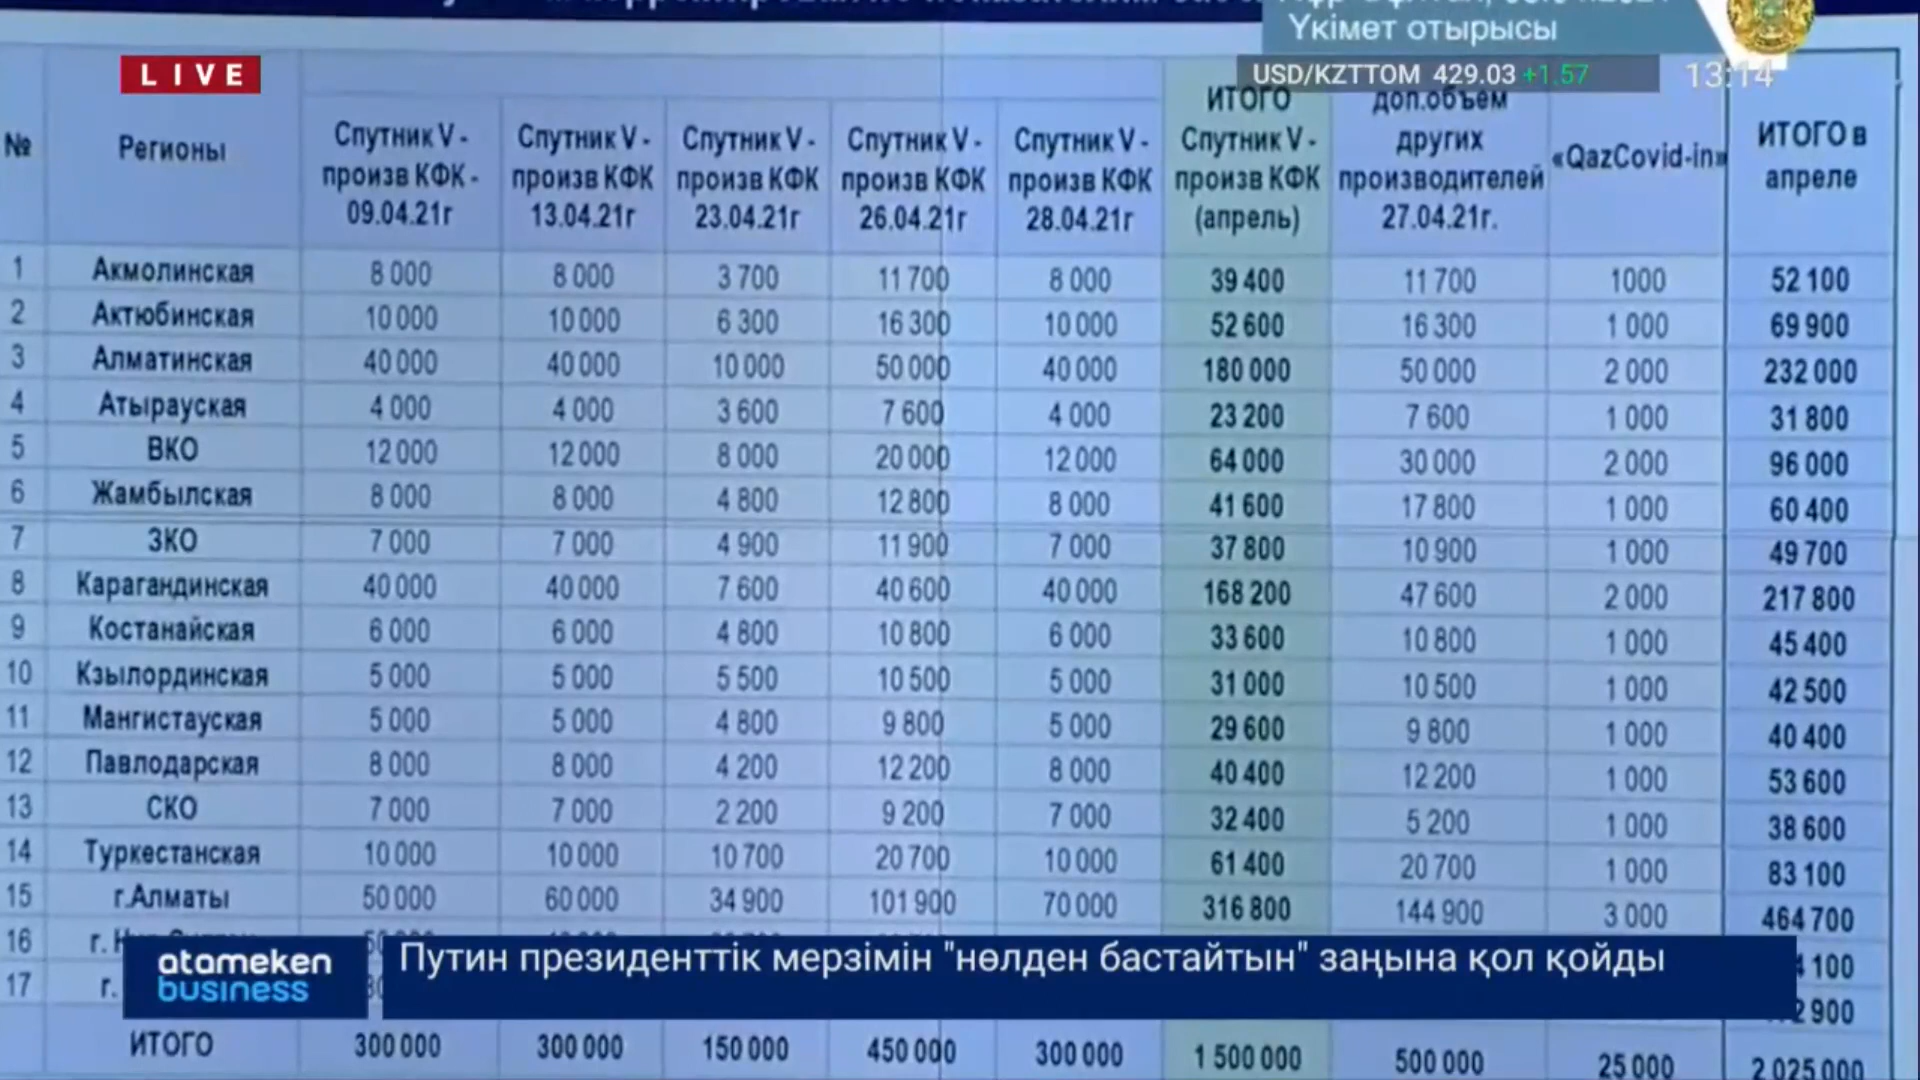 Үкімет отырысы
LIVE
USD/KZTTOM 429.03 +1.57
13:14
№ Регионы Спутник V - произв КФК - 09.04.21г Спутник V - произв КФК 13.04.21г Спутник V - произв КФК 23.04.21г Спутник V - произв КФК 26.04.21г Спутник V - произв КФК 28.04.21г ИТОГО Спутник V - произв КФК (апрель) доп.объем других производителей 27.04.21г. «QazCovid-in» ИТОГО в апреле
1 Акмолинская 8 000 8 000 3 700 11 700 8 000 39 400 11 700 1000 52 100
2 Актюбинская 10 000 10 000 6 300 16 300 10 000 52 600 16 300 1 000 69 900
3 Алматинская 40 000 40 000 10 000 50 000 40 000 180 000 50 000 2 000 232 000
4 Атырауская 4 000 4 000 3 600 7 600 4 000 23 200 7 600 1 000 31 800
5 ВКО 12 000 12 000 8 000 20 000 12 000 64 000 30 000 2 000 96 000
6 Жамбылская 8 000 8 000 4 800 12 800 8 000 41 600 17 800 1 000 60 400
7 ЗКО 7 000 7 000 4 900 11 900 7 000 37 800 10 900 1 000 49 700
8 Карагандинская 40 000 40 000 7 600 40 600 40 000 168 200 47 600 2 000 217 800
9 Костанайская 6 000 6 000 4 800 10 800 6 000 33 600 10 800 1 000 45 400
10 Кзылординская 5 000 5 000 5 500 10 500 5 000 31 000 10 500 1 000 42 500
11 Мангистауская 5 000 5 000 4 800 9 800 5 000 29 600 9 800 1 000 40 400
12 Павлодарская 8 000 8 000 4 200 12 200 8 000 40 400 12 200 1 000 53 600
13 СКО 7 000 7 000 2 200 9 200 7 000 32 400 5 200 1 000 38 600
14 Туркестанская 10 000 10 000 10 700 20 700 10 000 61 400 20 700 1 000 83 100
15 г.Алматы 50 000 60 000 34 900 101 900 70 000 316 800 144 900 3 000 464 700
16 г. 100
17 г. 900
ИТОГО 300 000 300 000 150 000 450 000 300 000 1 500 000 500 000 25 000 2 025 000
atameken
business
Путин президенттік мерзімін "нөлден бастайтын" заңына қол қойды